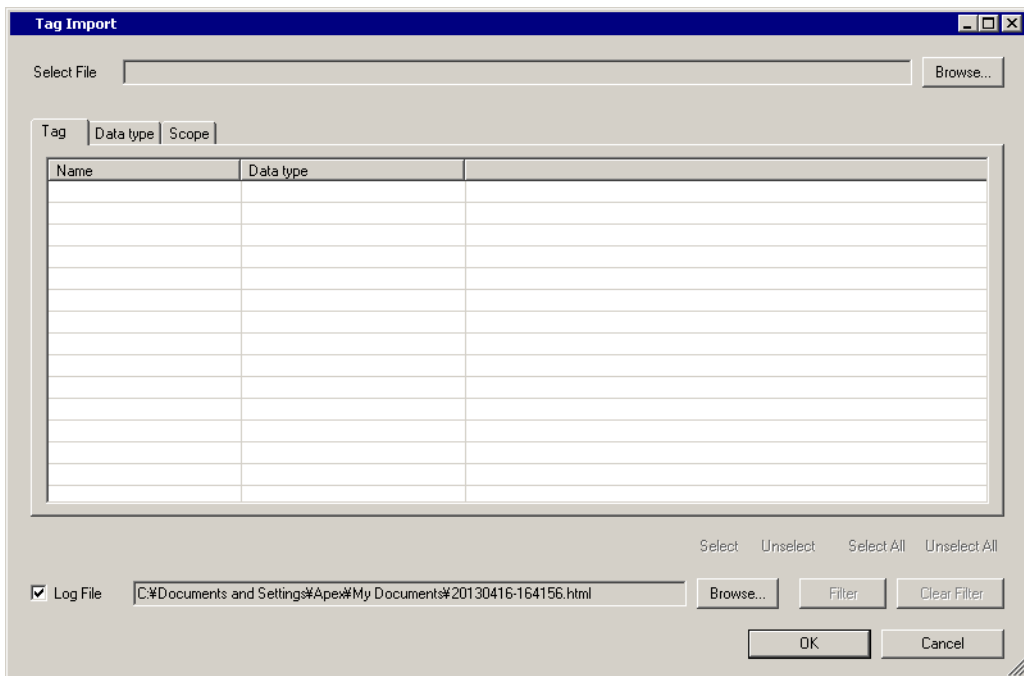 Tag Import
Select File Browse...
Tag Data type Scope
Name Data type
Select Unselect Select All Unselect All
Log File C:¥Documents and Settings¥Apex¥My Documents¥20130416-164156.html Browse... Filter Clear Filter
OK Cancel